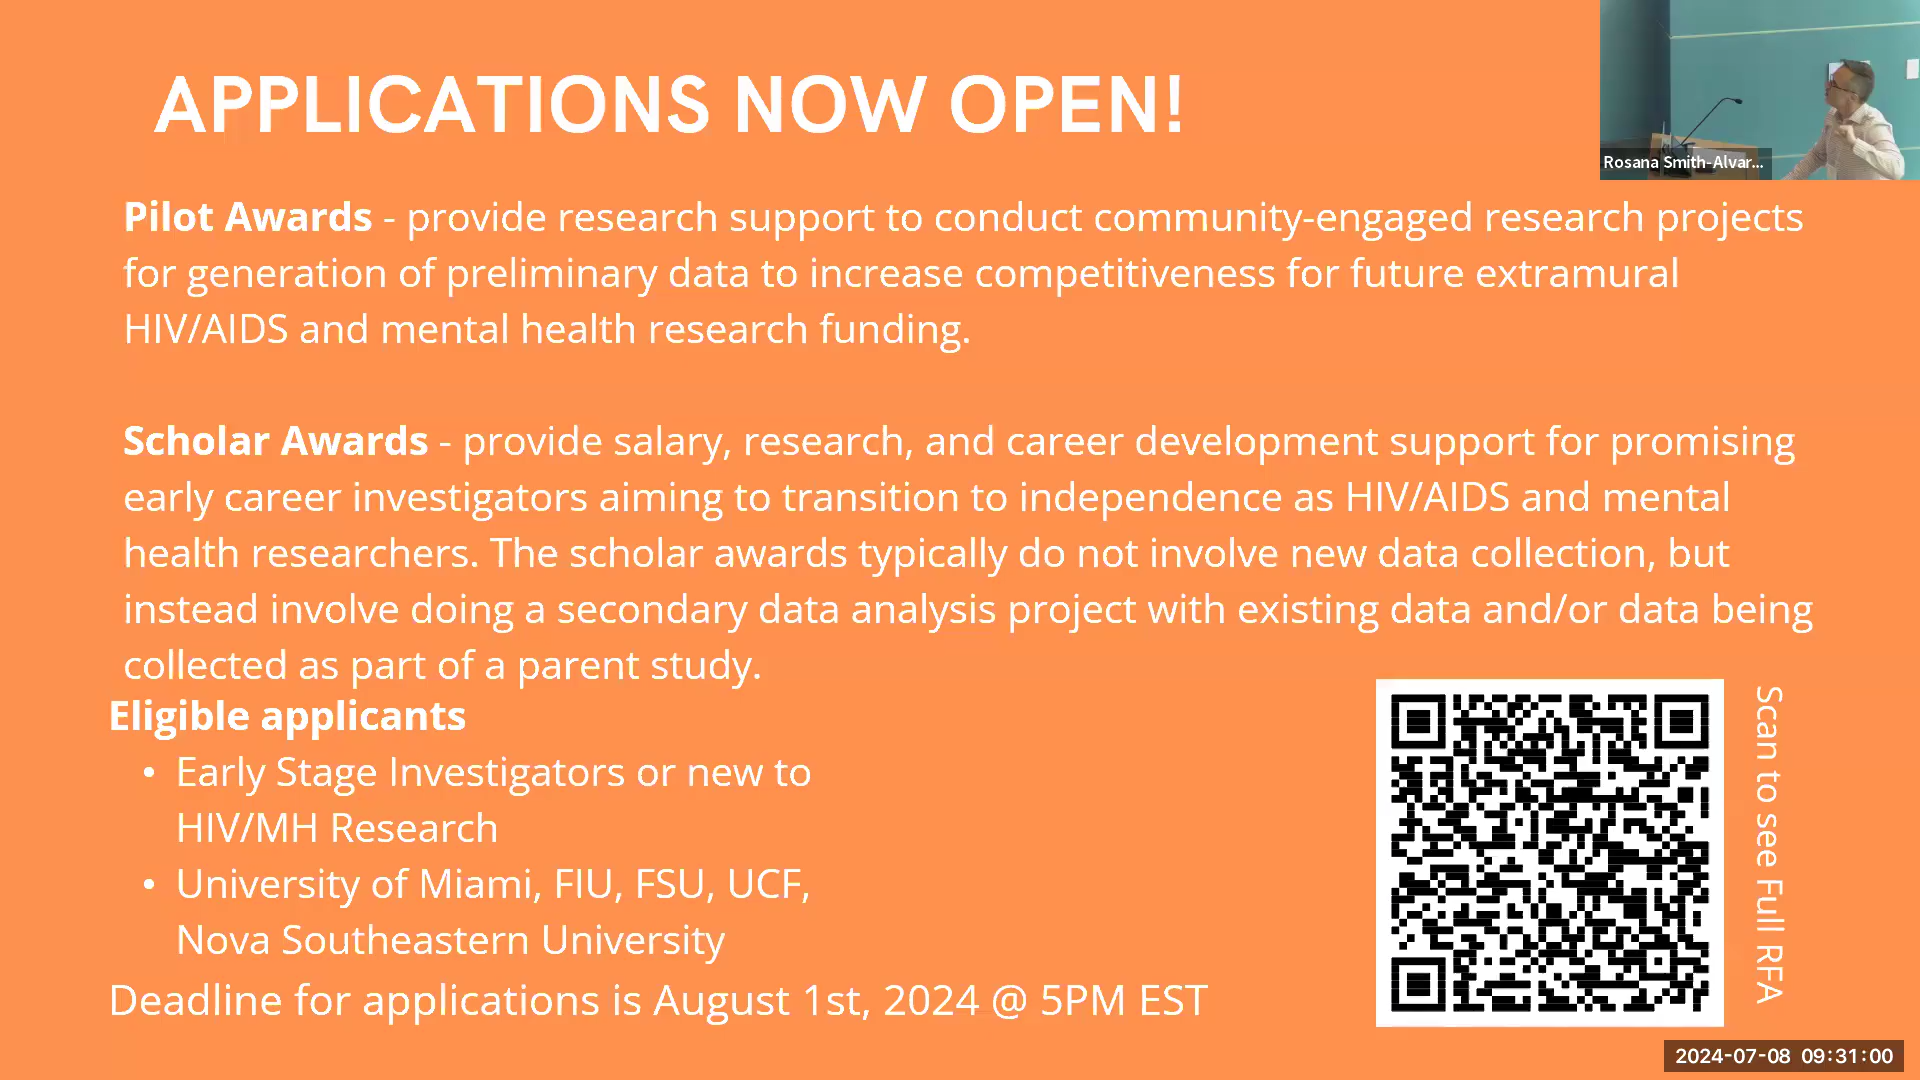 APPLICATIONS NOW OPEN!
Rosana Smith-Alvar...
Pilot Awards - provide research support to conduct community-engaged research projects
for generation of preliminary data to increase competitiveness for future extramural
HIV/AIDS and mental health research funding.
Scholar Awards - provide salary, research, and career development support for promising
early career investigators aiming to transition to independence as HIV/AIDS and mental
health researchers. The scholar awards typically do not involve new data collection, but
instead involve doing a secondary data analysis project with existing data and/or data being
collected as part of a parent study.
Eligible applicants
• Early Stage Investigators or new to
HIV/MH Research
• University of Miami, FIU, FSU, UCF,
Nova Southeastern University
Deadline for applications is August 1st, 2024 @ 5PM EST
Scan to see Full RFA
2024-07-08 09:31:00